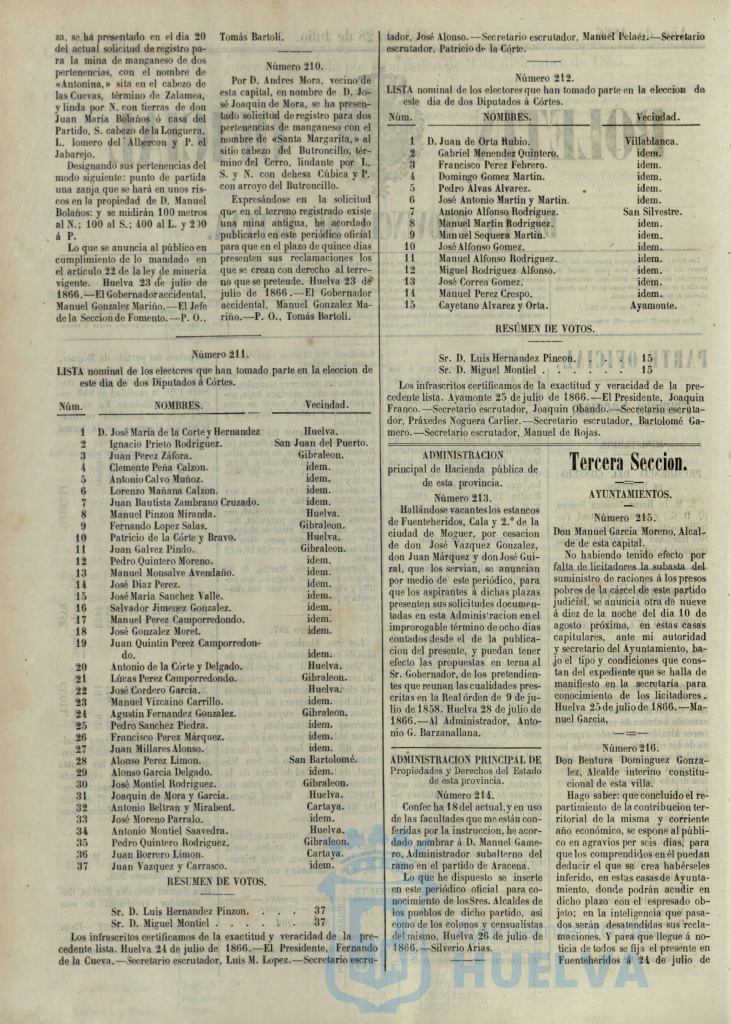 za, se ha presentado en el dia 20
del actual solicitud de registro pa-
ra la mina de manganeso de dos
pertenencias, con el nombre de
«Antonina,» sita en el cabezo de
las Cuevas, término de Zalamea,
y linda por N. con tierras de don
Juan María Bolaños ó casa del
Partido, S. cabezo de la Longuera,
L. lomero del Albercon y P. el
Jabarejo.
Designando sus pertenencias del
modo siguiente: punto de partida
una zanja que se hará en unos ris-
cos en la propiedad de D. Manuel
Bolaños: y se midirán 100 metros
al N.; 100 al S.; 400 al L. y 200
á P.
Lo que se anuncia al público en
cumplimiento de lo mandado en
el artículo 22 de la ley de minería
vigente. Huelva 23 de julio de
1866.—El Gobernador accidental,
Manuel Gonzalez Mariño.—El Jefe
de la Seccion de Fomento.—P. O.,
Tomás Bartoli.
Número 210.
Por D. Andres Mora, vecino de
esta capital, en nombre de D. Jo-
sé Joaquin de Mora, se ha presen-
tado solicitud de registro para dos
pertenencias de manganeso con el
nombre de «Santa Margarita,» al
sitio cabezo del Butroncillo, tér-
mino del Cerro, lindante por L.
S. y N. con dehesa Cúbica y P.
con arroyo del Butroncillo.
Expresándose en la solicitud
que en el terreno registrado existe
una mina antigua, he acordado
publicarlo en este periódico oficial
para que en el plazo de quince dias
presenten sus reclamaciones los
que se crean con derecho al terre-
no que se pretende. Huelva 23 de
julio de 1866.—El Gobernador
accidental, Manuel Gonzalez Ma-
riño.—P. O., Tomás Bartoli.
Número 211.
LISTA nominal de los electores que han tomado parte en la eleccion de
este dia de dos Diputados á Córtes.
Núm. NOMBRES. Vecindad.
1 D. José María de la Corte y Hernandez Huelva.
2 Ignacio Prieto Rodriguez. San Juan del Puerto.
3 Juan Perez Záfora. Gibraleon.
4 Clemente Peña Calzon. idem.
5 Antonio Calvo Muñoz. idem.
6 Lorenzo Mañana Calzon. idem.
7 Juan Bautista Zambrano Cruzado. idem.
8 Manuel Pinzon Miranda. Huelva.
9 Fernando Lopez Salas. Gibraleon.
10 Patricio de la Córte y Bravo. Huelva.
11 Juan Galvez Pindo. Gibraleon.
12 Pedro Quintero Moreno. idem.
13 Manuel Monsalve Avendaño. idem.
14 José Diaz Perez. idem.
15 José María Sanchez Valle. idem.
16 Salvador Jimenez Gonzalez. idem.
17 Manuel Perez Camporredondo. idem.
18 José Gonzalez Moret. idem.
19 Juan Quintin Perez Camporredon-
do. idem.
20 Antonio de la Córte y Delgado. Huelva.
21 Lúcas Perez Camporredondo. Gibraleon.
22 José Cordero Garcia. Huelva.
23 Manuel Vizcaino Carrillo. idem.
24 Agustin Fernandez Gonzalez. Gibraleon.
25 Pedro Sanchez Piedra. idem.
26 Francisco Perez Márquez. idem.
27 Juan Millares Alonso. idem.
28 Alonso Perez Limon. San Bartolomé.
29 Alonso Garcia Delgado. idem.
30 José Montiel Rodriguez. Gibraleon.
31 Joaquin de Mora y Garcia. Huelva.
32 Antonio Beltran y Mirabent. Cartaya.
33 José Moreno Parralo. idem.
34 Antonio Montiel Saavedra. Huelva.
35 Pedro Quintero Rodriguez. Gibraleon.
36 Juan Borrero Limon. Cartaya.
37 Juan Vazquez y Carrasco. idem.
RESUMEN DE VOTOS.
Sr. D. Luis Hernandez Pinzon. . . . 37
Sr. D. Miguel Montiel . . . . . . 37
Los infrascritos certificamos de la exactitud y veracidad de la pre-
cedente lista. Huelva 24 de julio de 1866.—El Presidente, Fernando
de la Cueva.—Secretario escrutador, Luis M. Lopez.—Secretario escru-
tador, José Alonso.—Secretario escrutador, Manuel Pelaéz.—Secretario
escrutador, Patricio de la Córte.
Número 212.
LISTA nominal de los electores que han tomado parte en la eleccion de
este dia de dos Diputados á Córtes.
Núm. NOMBRES. Vecindad.
1 D. Juan de Orta Rubio. Villablanca.
2 Gabriel Menendez Quintero. idem.
3 Francisco Perez Febrero. idem.
4 Domingo Gomez Martin. idem.
5 Pedro Alvas Alvarez. idem.
6 José Antonio Martin y Martin. idem.
7 Antonio Alfonso Rodriguez. San Silvestre.
8 Manuel Martin Rodriguez. idem.
9 Manuel Sequera Martin. idem.
10 José Alfonso Gomez. idem.
11 Manuel Alfonso Rodriguez. idem.
12 Miguel Rodriguez Alfonso. idem.
13 José Correa Gomez. idem.
14 Manuel Perez Crespo. idem.
15 Cayetano Alvarez y Orta. Ayamonte.
RESÚMEN DE VOTOS.
Sr. D. Luis Hernandez Pincon. . . . 15
Sr. D. Miguel Montiel . . . . . . 15
Los infrascritos certificamos de la exactitud y veracidad de la pre-
cedente lista. Ayamonte 25 de julio de 1866.—El Presidente, Joaquin
Franco.—Secretario escrutador, Joaquin Obando.—Secretario escruta-
dor, Práxedes Noguera Carlier.—Secretario escrutador, Bartolomé Ga-
mero.—Secretario escrutador, Manuel de Rojas.
ADMINISTRACION
principal de Hacienda pública de
de esta provincia.
Número 213.
Hallándose vacantes los estancos
de Fuenteheridos, Cala y 2.º de la
ciudad de Moguer, por cesacion
de don José Vazquez Gonzalez,
don Juan Márquez y don José Gui-
ral, que los servian, se anuncian
por medio de este periódico, para
que los aspirantes á dichas plazas
presenten sus solicitudes documen-
tadas en esta Administracion en el
improrogable término de ocho dias
contados desde el de la publica-
cion del presente, y puedan tener
efecto las propuestas en terna al
Sr. Gobernador, de los pretendien-
tes que reunan las cualidades pres-
critas en la Real órden de 9 de ju-
lio de 1858. Huelva 28 de julio de
1866.—Al Administrador, Anto-
nio G. Barzanallana.
ADMINISTRACION PRINCIPAL DE
Propiedades y Derechos del Estado
de esta provincia.
Número 214.
Confec ha 18 del actual, y en uso
de las facultades que me están con-
feridas por la instruccion, he acor-
dado nombrar á D. Manuel Game-
ro, Administrador subalterno del
ramo en el partido de Aracena.
Lo que he dispuesto se inserte
en este periódico oficial para co-
nocimento de los Sres. Alcaldes de
los pueblos de dicho partido, así
como de los colonos y censualistas
del mismo, Huelva 26 de julio de
1866.—Silverio Arias.
Tercera Seccion.
AYUNTAMIENTOS.
Número 215.
Don Manuel Garcia Moreno, Alcal-
de de esta capital.
No habiendo tenido efecto por
falta de licitadores la subasta del
suministro de raciones á los presos
pobres de la cárcel de este partido
judicial, se anuncia otra de nueve
á diez de la noche del dia 10 de
agosto próximo, en estas casas
capitulares, ante mi autoridad
y secretario del Ayuntamiento, ba-
jo el tipo y condiciones que cons-
tan del expediente que se halla de
manifiesto en la secretaría para
conocimiento de los licitadores.
Huelva 25 de julio de 1866.—Ma-
nuel Garcia,
Número 216.
Don Bentura Dominguez Gonza-
lez, Alcalde interino constitu-
cional de esta villa.
Hago saber: que concluido el re-
partimiento de la contribucion ter-
ritorial de la misma y corriente
año económico, se espone al públi-
co en agravios por seis dias, para
que los comprendidos en él puedan
deducir el que se crea habérseles
inferido, en estas casas de Ayunta-
miento, donde podrán acudir en
dicho plazo con el espresado ob-
jeto; en la inteligencia que pasa-
dos serán desatendidas sus recla-
maciones. Y para que llegue á no-
ticia de todos se fija el presente en
Fuenteheridos á 24 de julio de
HUELVA